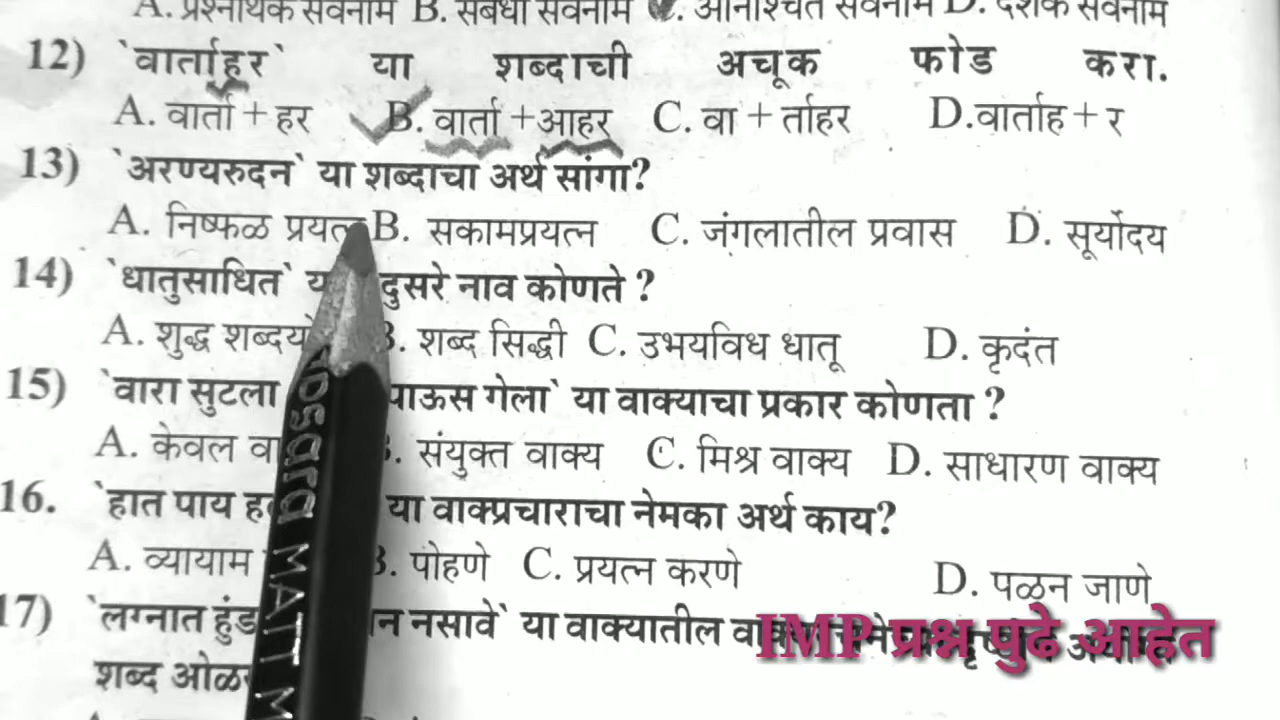 A. प्रश्नार्थक सर्वनाम B. संबंधी सर्वनाम C. अनिश्चित सर्वनाम D. दर्शक सर्वनाम
12) `वार्ताहर` या शब्दाची अचूक फोड करा.
A. वार्ता + हर B. वार्ता + आहर C. वा + र्ताहर D.वार्ताह + र
13) `अरण्यरुदन` या शब्दाचा अर्थ सांगा?
A. निष्फळ प्रयत्न B. सकामप्रयत्न C. जंगलातील प्रवास D. सूर्योदय
14) `धातुसाधित` दुसरे नाव कोणते ?
A. शुद्ध B. शब्द सिद्धी C. उभयविध धातू D. कृदंत
15) `वारा सुटला पाऊस गेला` या वाक्याचा प्रकार कोणता ?
A. केवल B. संयुक्त वाक्य C. मिश्र वाक्य D. साधारण वाक्य
16. `हात पाय या वाक्प्रचाराचा नेमका अर्थ काय?
A. व्यायाम B. पोहणे C. प्रयत्न करणे D. पळून जाणे
17) `लग्नात नसावे` या वाक्यातील
शब्द
IMP प्रश्न पुढे आहेत
apsara MATT M